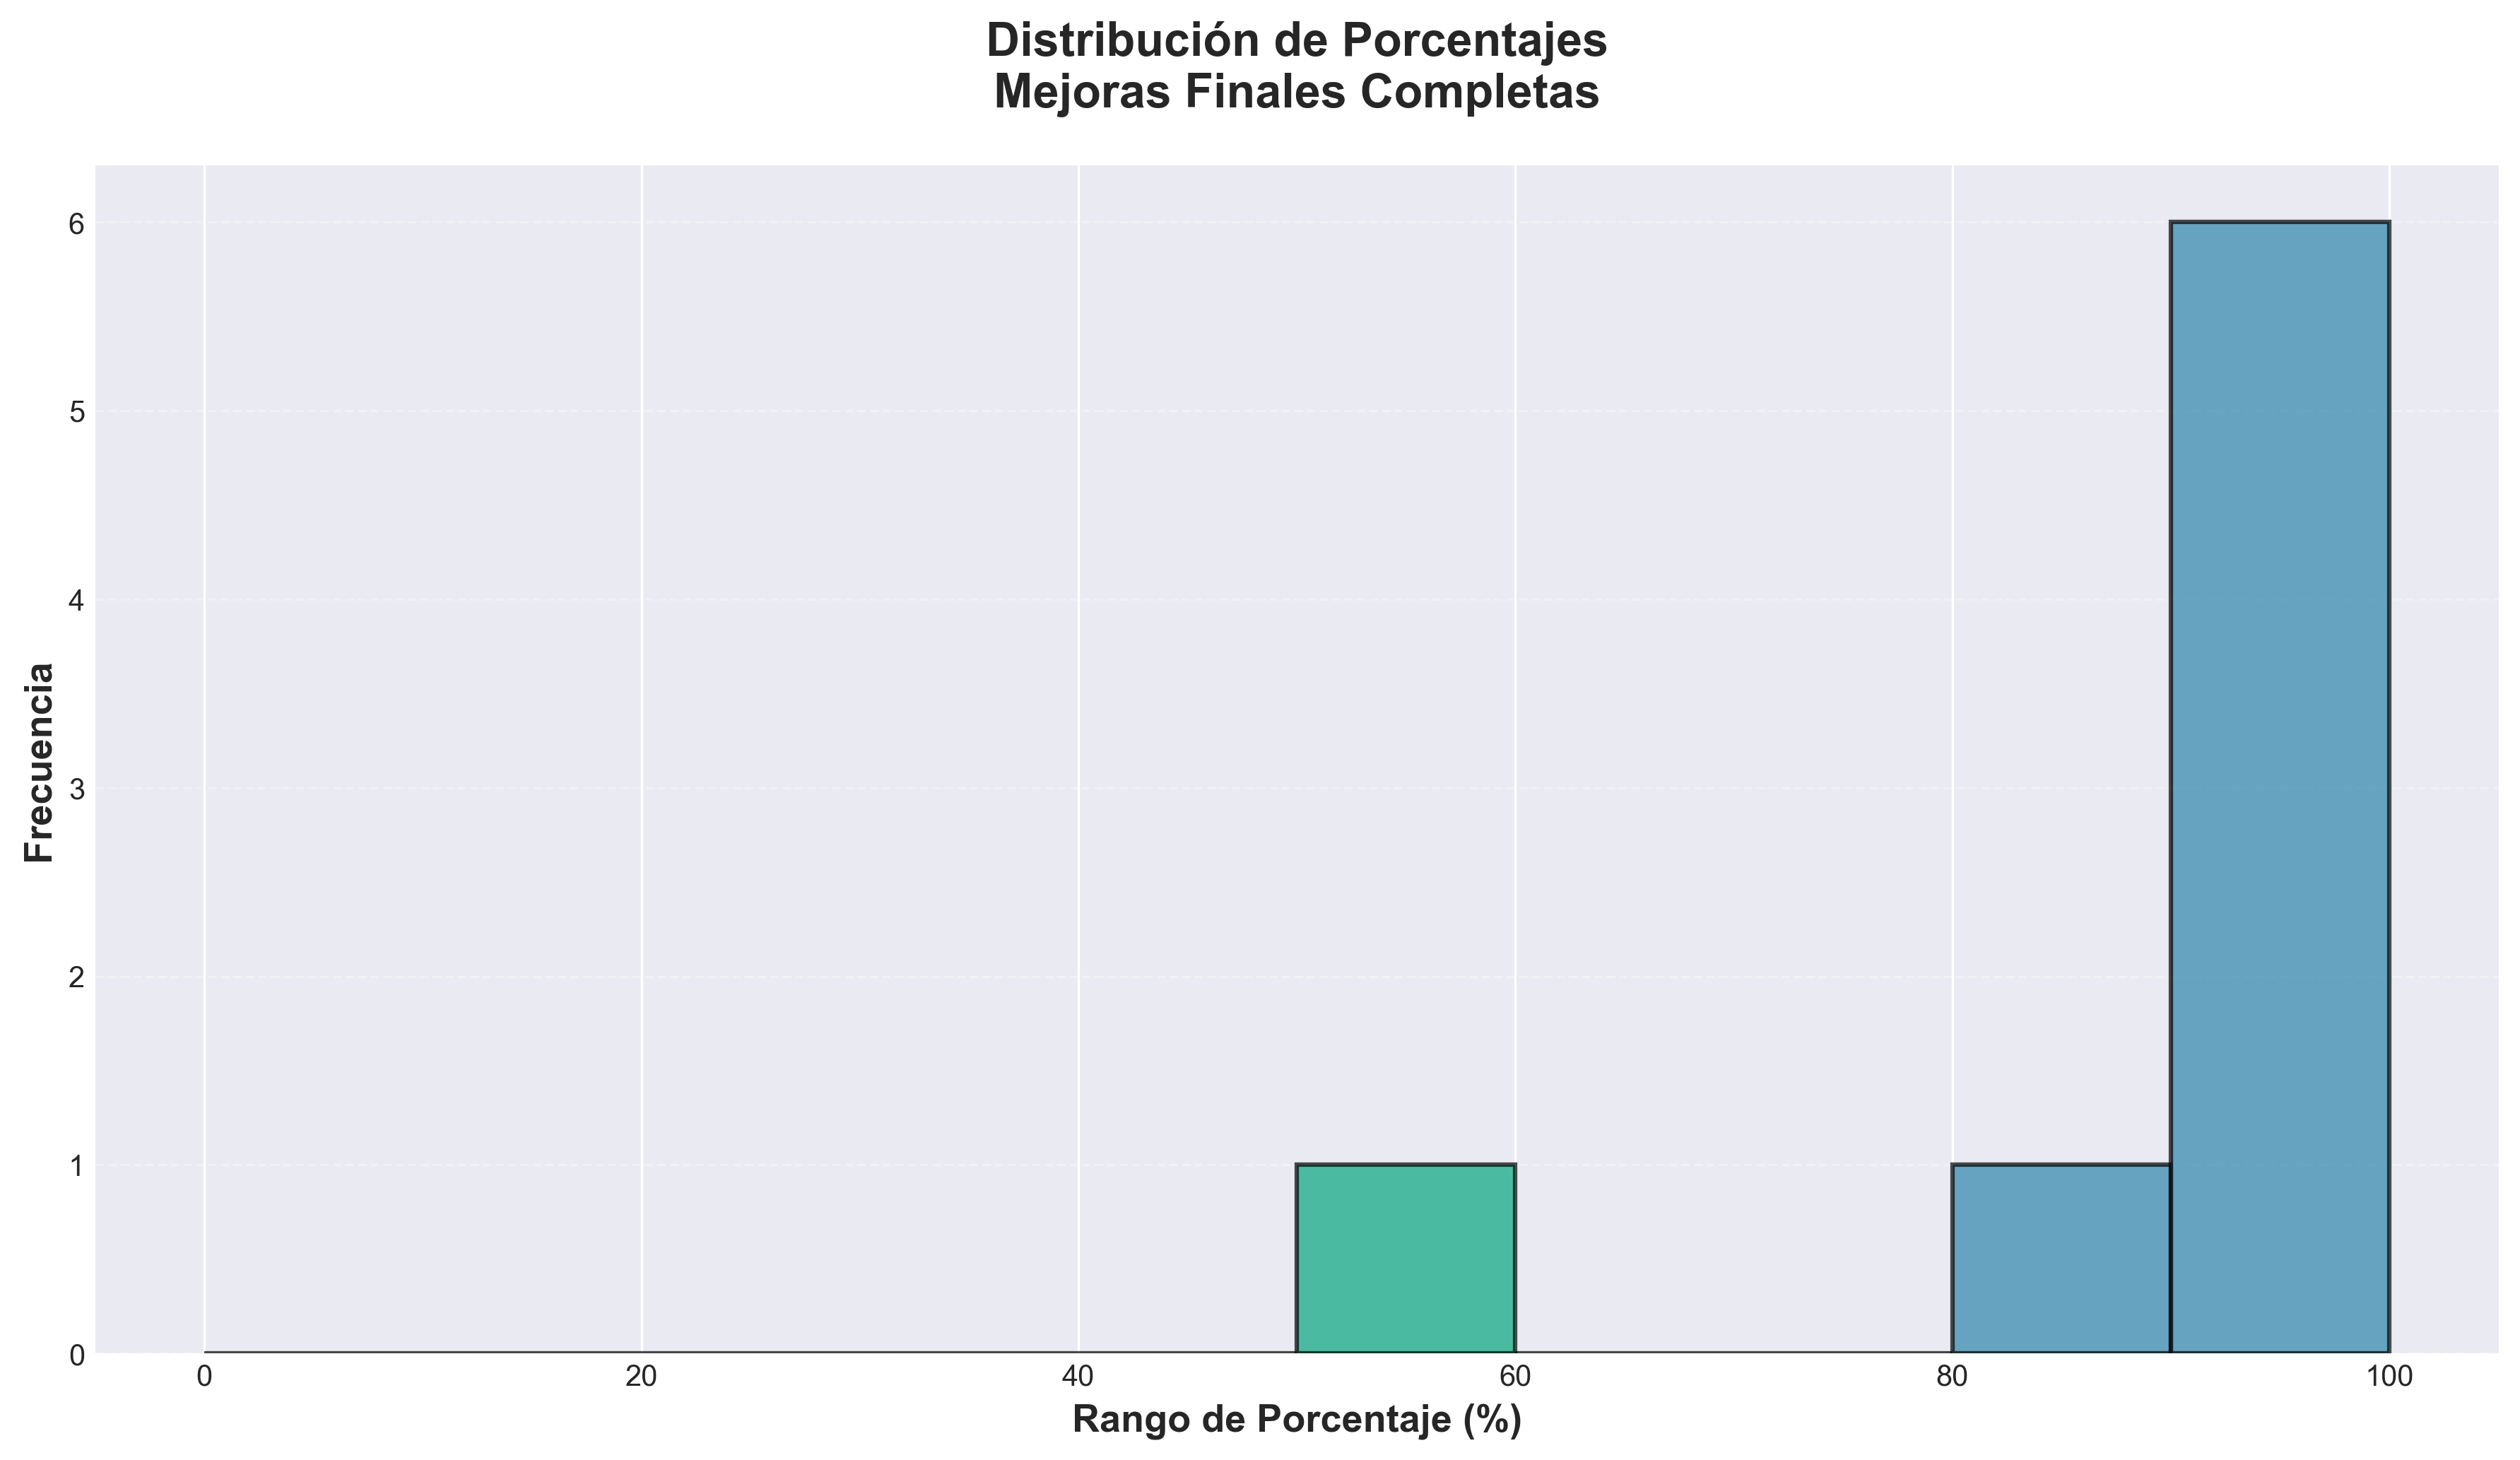 Distribución de Porcentajes
Mejoras Finales Completas
Frecuencia
6
5
4
3
2
1
0
0 20 40 60 80 100
Rango de Porcentaje (%)